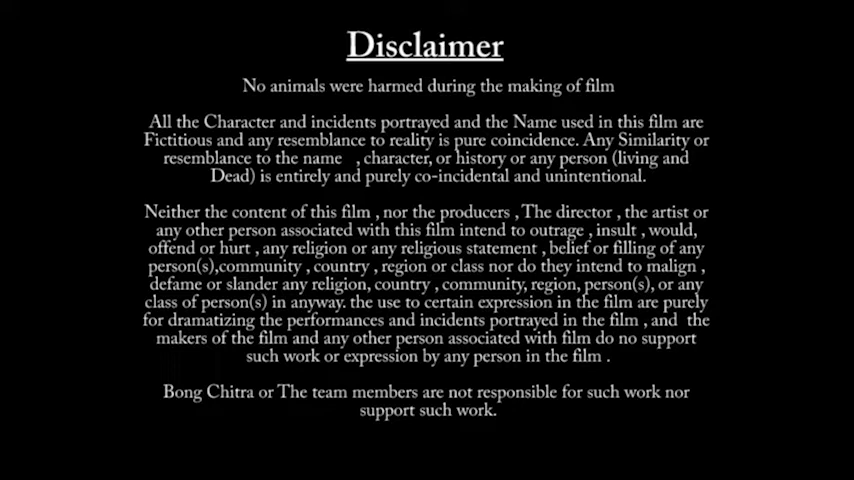 Disclaimer
No animals were harmed during the making of film
All the Character and incidents portrayed and the Name used in this film are
Fictitious and any resemblance to reality is pure coincidence. Any Similarity or
resemblance to the name , character, or history or any person (living and
Dead) is entirely and purely co-incidental and unintentional.
Neither the content of this film , nor the producers , The director , the artist or
any other person associated with this film intend to outrage , insult , would,
offend or hurt , any religion or any religious statement , belief or filling of any
person(s),community , country , region or class nor do they intend to malign ,
defame or slander any religion, country , community, region, person(s), or any
class of person(s) in anyway. the use to certain expression in the film are purely
for dramatizing the performances and incidents portrayed in the film , and the
makers of the film and any other person associated with film do no support
such work or expression by any person in the film .
Bong Chitra or The team members are not responsible for such work nor
support such work.